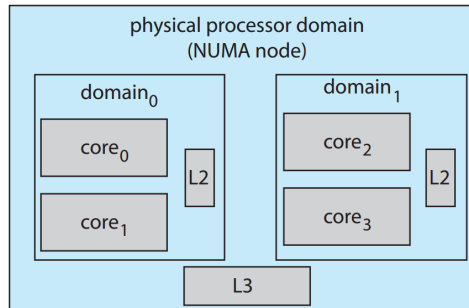 physical processor domain
(NUMA node)
domain₀
core₀
L2
core₁
domain₁
core₂
L2
core₃
L3